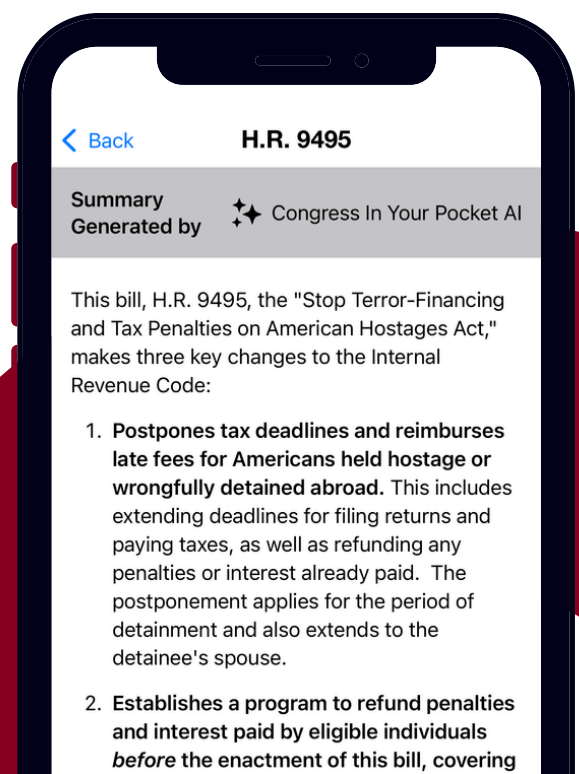 Back
H.R. 9495
Summary
Generated by
Congress In Your Pocket AI
This bill, H.R. 9495, the "Stop Terror-Financing
and Tax Penalties on American Hostages Act,"
makes three key changes to the Internal
Revenue Code:
1. Postpones tax deadlines and reimburses
late fees for Americans held hostage or
wrongfully detained abroad. This includes
extending deadlines for filing returns and
paying taxes, as well as refunding any
penalties or interest already paid.  The
postponement applies for the period of
detainment and also extends to the
detainee's spouse.
2. Establishes a program to refund penalties
and interest paid by eligible individuals
before the enactment of this bill, covering